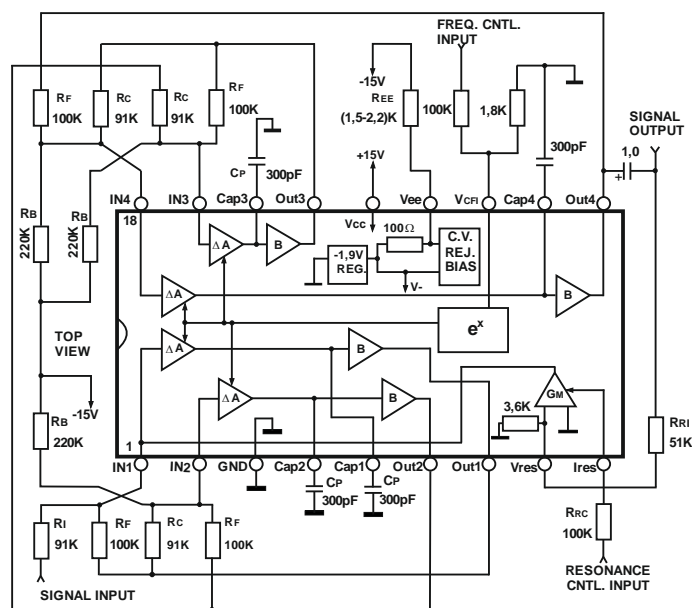 FREQ. CNTL.
INPUT
-15V
REE
(1,5-2,2)K
100K
1,8K
SIGNAL
OUTPUT
1,0
+
RF
100K
RC
91K
RC
91K
RF
100K
CP
300pF
+15V
300pF
IN4
IN3
Cap3
Out3
Vee
VCFI
Cap4
Out4
RB
220K
RB
220K
18
ΔA
B
Vcc
100Ω
-1,9V
REG.
C.V.
REJ.
BIAS
V-
ΔA
B
TOP
VIEW
ex
ΔA
B
-15V
RB
220K
ΔA
B
GM
3,6K
RRI
51K
1
IN1
IN2
GND
Cap2
Cap1
Out2
Out1
Vres
Ires
CP
300pF
CP
300pF
RI
91K
RF
100K
RC
91K
RF
100K
RRC
100K
SIGNAL INPUT
RESONANCE
CNTL. INPUT